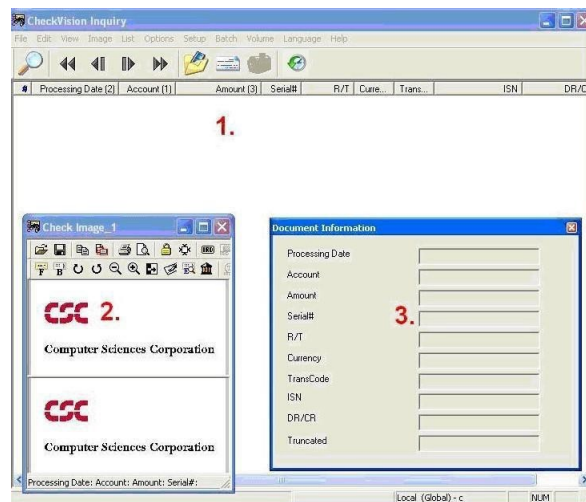 CheckVision Inquiry
File Edit View Image List Options Setup Batch Volume Language Help
# Processing Date (2) Account (1) Amount (3) Serial# R/T Curre... Trans... ISN DR/C
1.
Check Image_1
F B
CSC 2.
Computer Sciences Corporation
CSC
Computer Sciences Corporation
Processing Date: Account: Amount: Serial#:
Document Information
Processing Date
Account
Amount
Serial# 3.
R/T
Currency
TransCode
ISN
DR/CR
Truncated
Local (Global) - c NUM